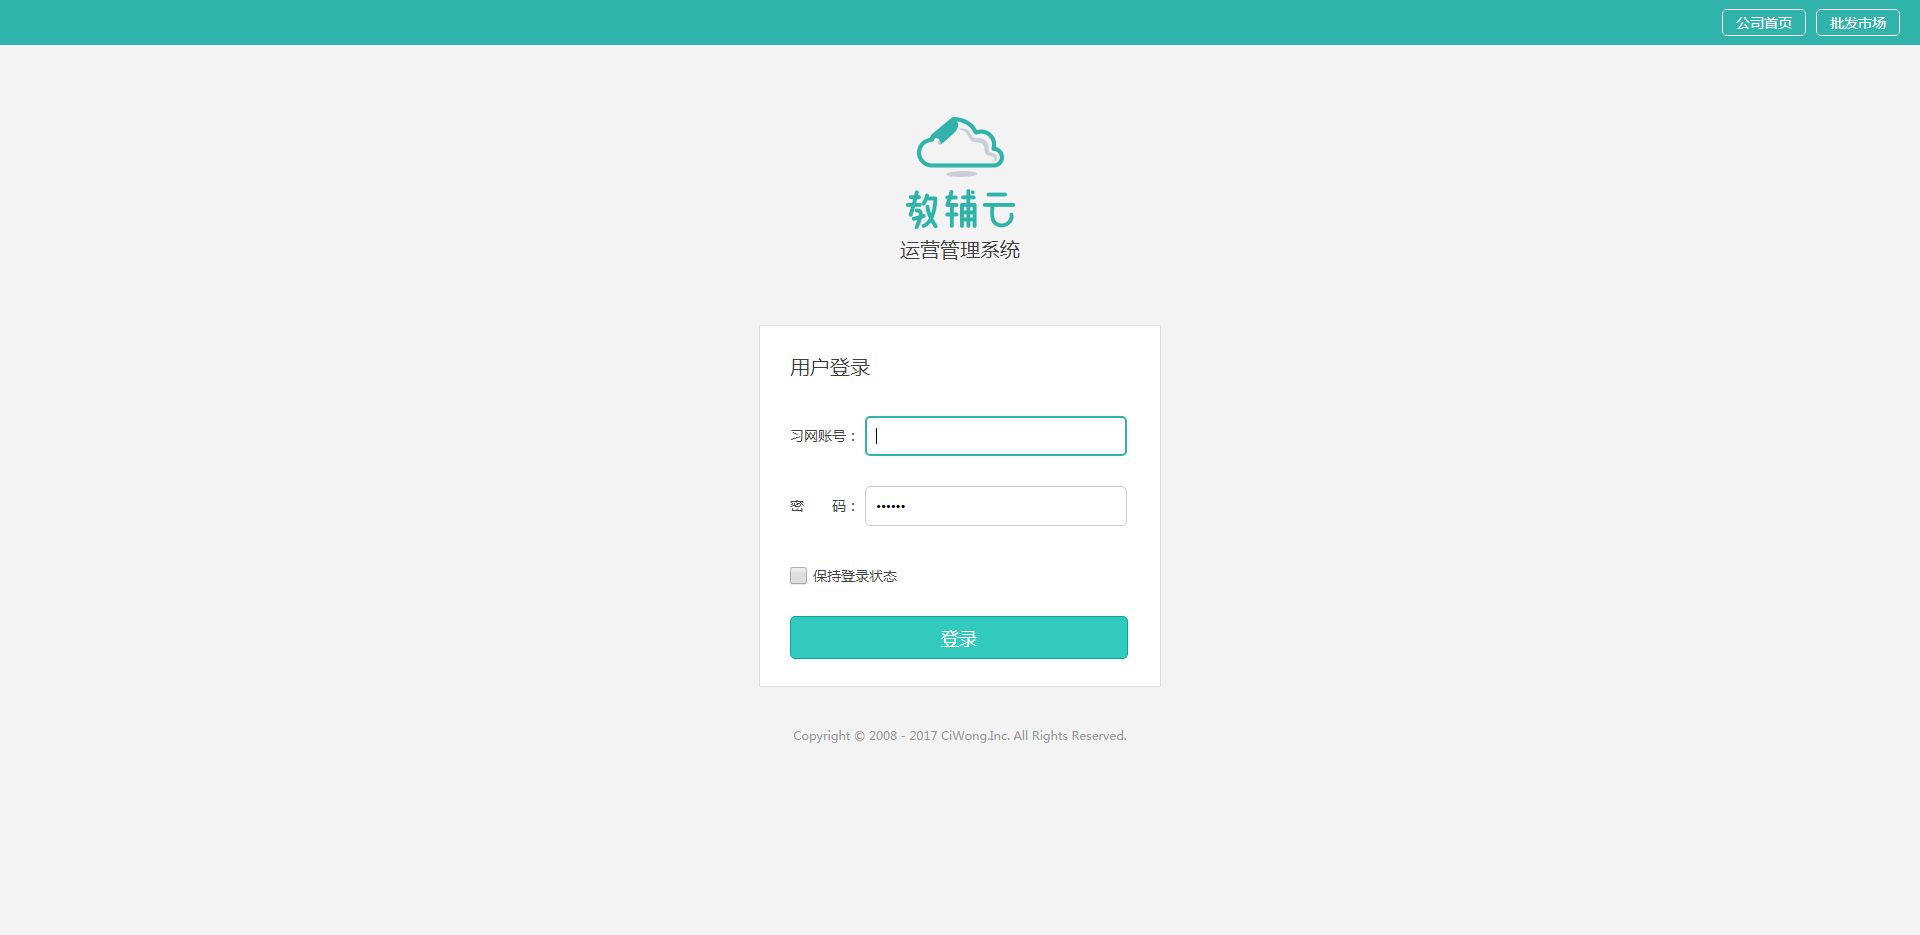 公司首页 批发市场
教辅云
运营管理系统
用户登录
习网账号：
密 码： ••••••
保持登录状态
登录
Copyright © 2008 - 2017 CiWong.Inc. All Rights Reserved.